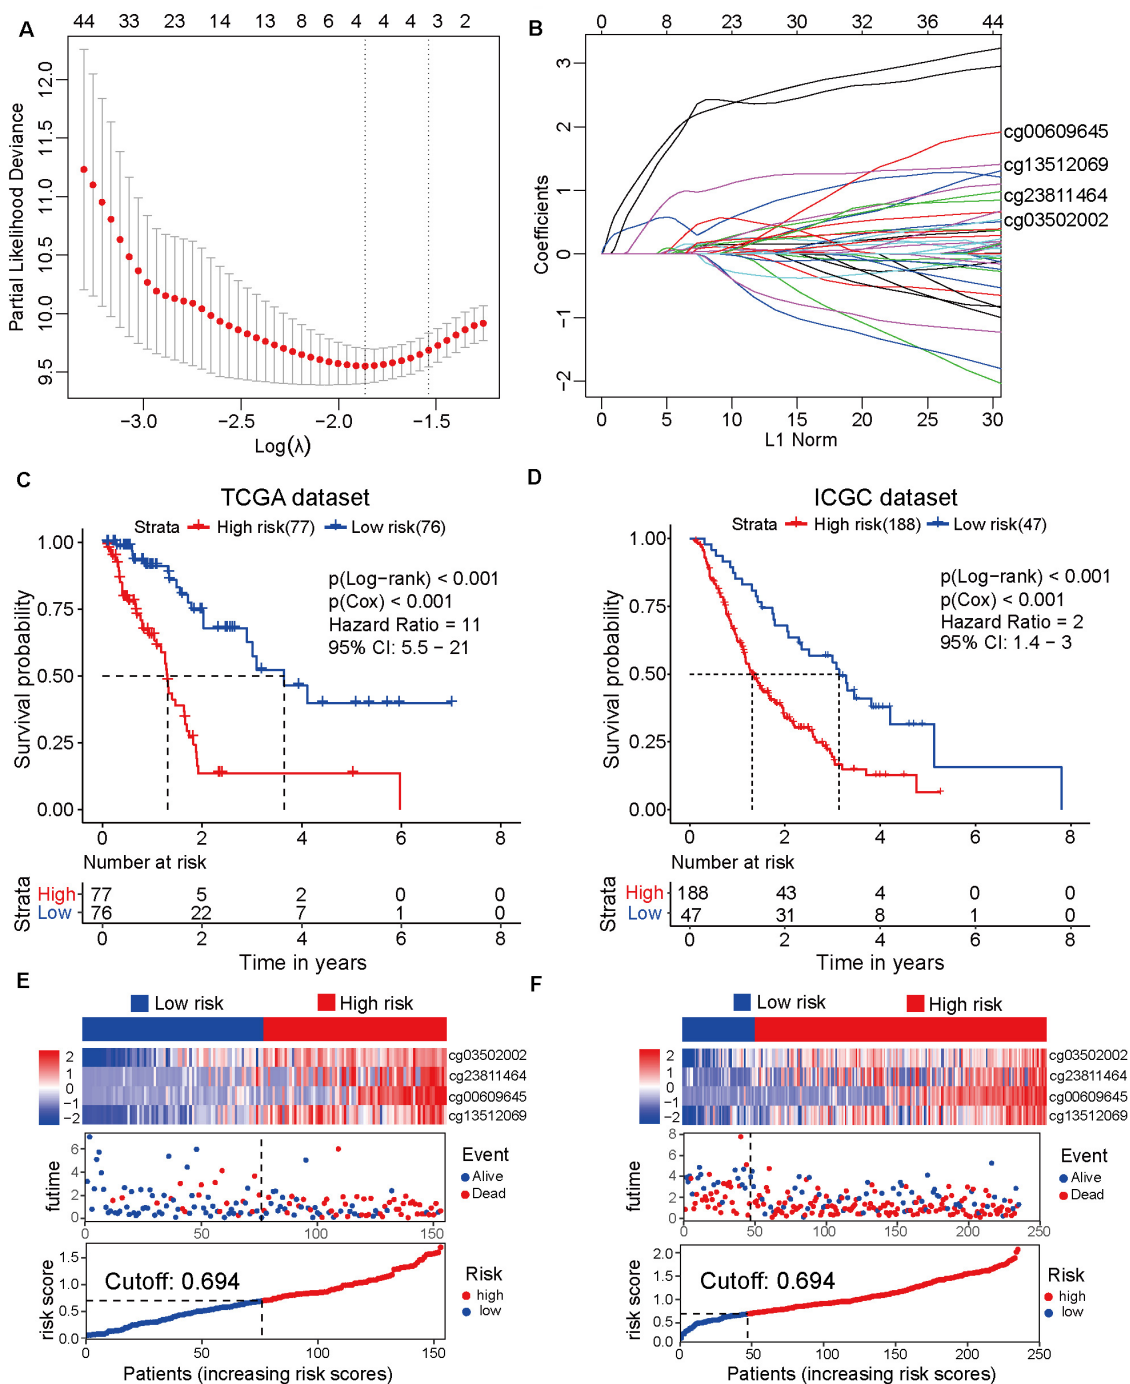 A
44 33 23 14 13 8 6 4 4 4 3 2
Partial Likelihood Deviance
12.0
11.5
11.0
10.5
10.0
9.5
−3.0 −2.5 −2.0 −1.5
Log(λ)
B
0 8 23 30 32 36 44
Coefficients
3
2
1
0
−1
−2
cg00609645
cg13512069
cg23811464
cg03502002
0 5 10 15 20 25 30
L1 Norm
C
TCGA dataset
Strata High risk(77) Low risk(76)
Survival probability
1.00
0.75
0.50
0.25
0.00
p(Log−rank) < 0.001
p(Cox) < 0.001
Hazard Ratio = 11
95% CI: 5.5 − 21
0 2 4 6 8
Number at risk
Strata
High 77 5 2 0 0
Low 76 22 7 1 0
0 2 4 6 8
Time in years
D
ICGC dataset
Strata High risk(188) Low risk(47)
Survival probability
1.00
0.75
0.50
0.25
0.00
p(Log−rank) < 0.001
p(Cox) < 0.001
Hazard Ratio = 2
95% CI: 1.4 − 3
0 2 4 6 8
Number at risk
Strata
High 188 43 4 0 0
Low 47 31 8 1 0
0 2 4 6 8
Time in years
E
Low risk High risk
2
1
0
−1
−2
cg03502002
cg23811464
cg00609645
cg13512069
futime
6
4
2
0
0 50 100 150
Event
Alive
Dead
risk score
1.5
1.0
0.5
0.0
Cutoff: 0.694
Risk
high
low
0 50 100 150
Patients (increasing risk scores)
F
Low risk High risk
2
1
0
−1
−2
cg03502002
cg23811464
cg00609645
cg13512069
futime
8
6
4
2
0
0 50 100 150 200 250
Event
Alive
Dead
risk score
2.0
1.5
1.0
0.5
0.0
Cutoff: 0.694
Risk
high
low
0 50 100 150 200 250
Patients (increasing risk scores)